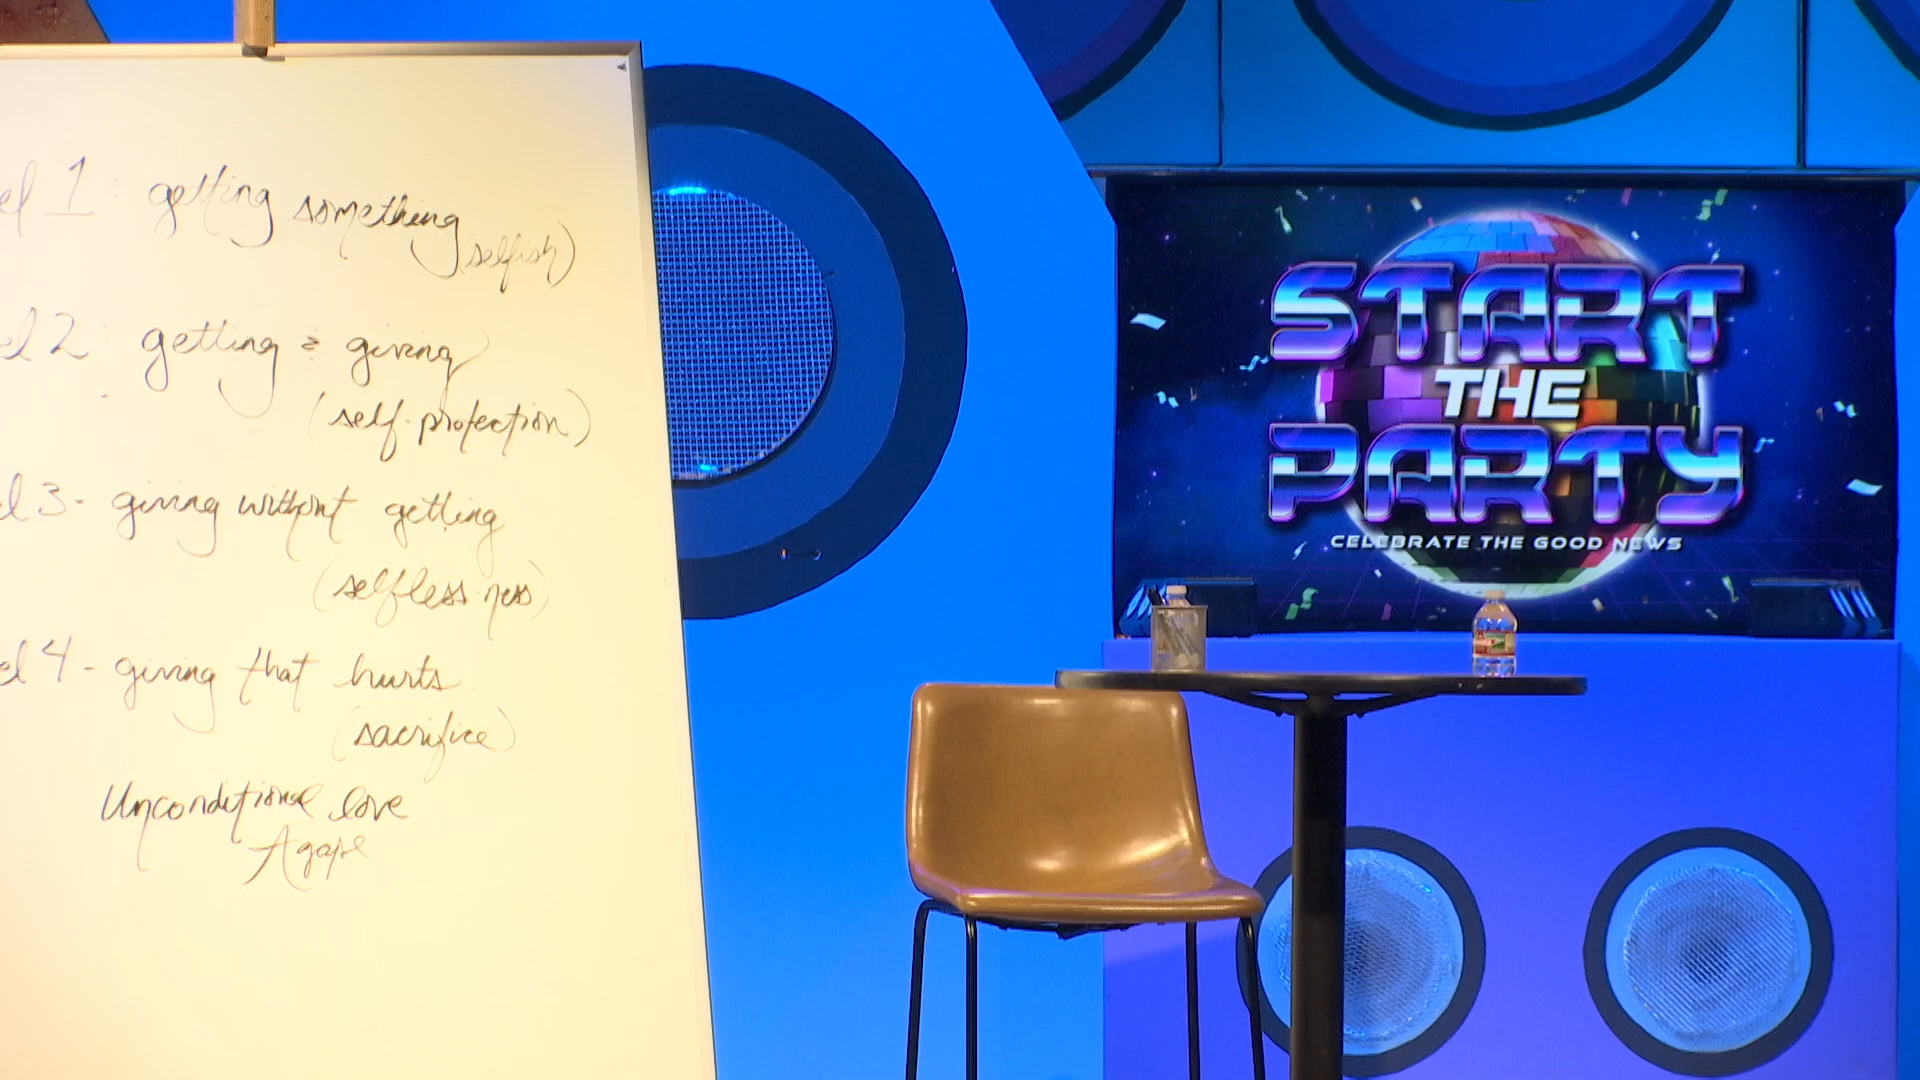 el 1: getting something
(selfish)
el 2: getting & giving
(self-protection)
el 3 - giving without getting
(selflessness)
el 4 - giving that hurts
(sacrifice)
Unconditional love
Agape
START
THE
PARTY
CELEBRATE THE GOOD NEWS